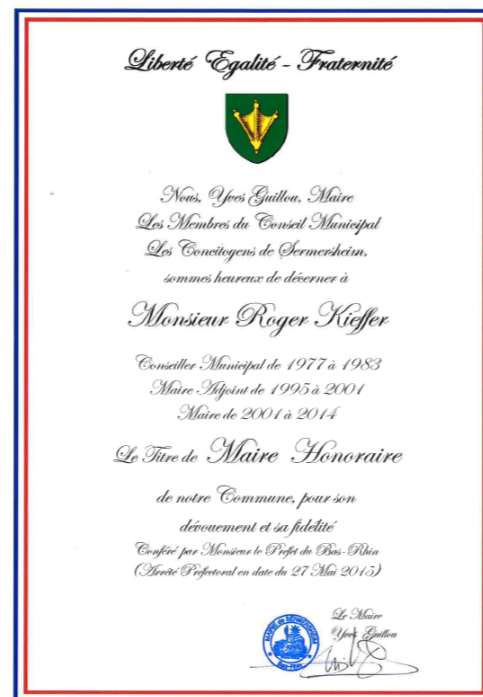 Liberté Egalité - Fraternité
Nous, Yves Guillou, Maire
Les Membres du Conseil Municipal
Les Concitoyens de Sermersheim,
sommes heureux de décerner à
Monsieur Roger Kieffer
Conseiller Municipal de 1977 à 1983
Maire Adjoint de 1995 à 2001
Maire de 2001 à 2014
Le Titre de Maire Honoraire
de notre Commune, pour son
dévouement et sa fidélité
Conféré par Monsieur le Préfet du Bas-Rhin
(Arrêté Préfectoral en date du 27 Mai 2015)
Le Maire
Yves Guillou
MAIRIE de SERMERSHEIM